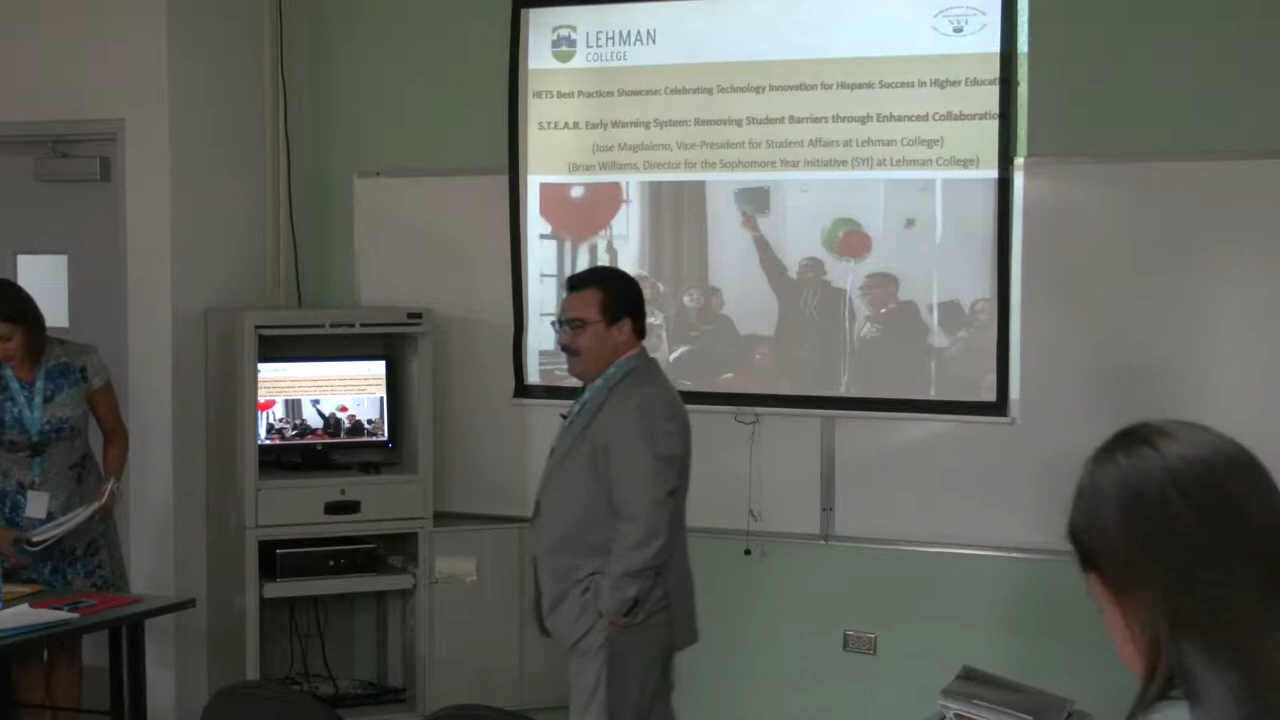 LEHMAN
COLLEGE
SYI
HETS Best Practices Showcase: Celebrating Technology Innovation for Hispanic Success in Higher
S.T.E.A.R. Early Warning System: Removing Student Barriers through Enhanced Collaboratio
(Jose Magdaleno, Vice-President for Student Affairs at Lehman College)
(Brian Williams, Director for the Sophomore Year Initiative (SYI) at Lehman College)
LEHMAN